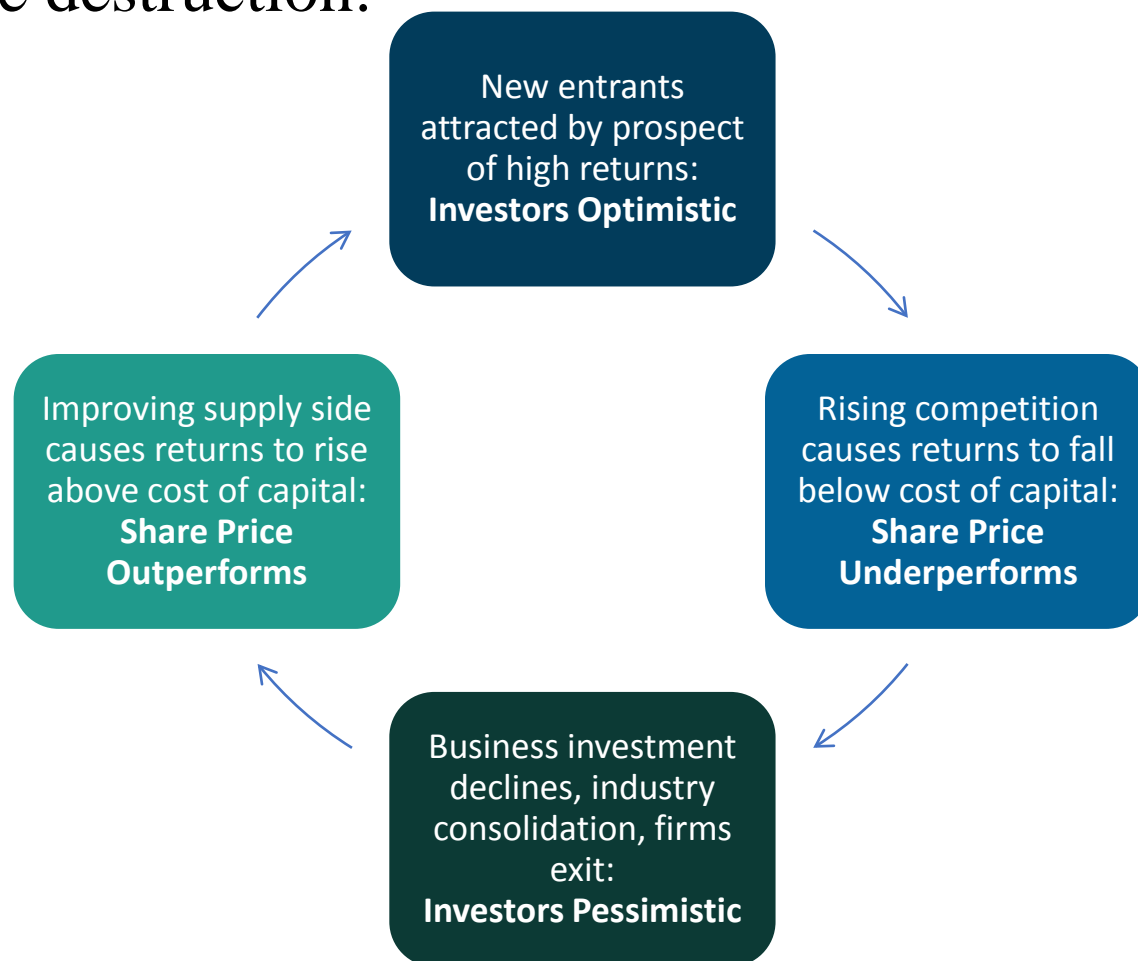 e destruction.
New entrants
attracted by prospect
of high returns:
Investors Optimistic
Rising competition
causes returns to fall
below cost of capital:
Share Price
Underperforms
Business investment
declines, industry
consolidation, firms
exit:
Investors Pessimistic
Improving supply side
causes returns to rise
above cost of capital:
Share Price
Outperforms